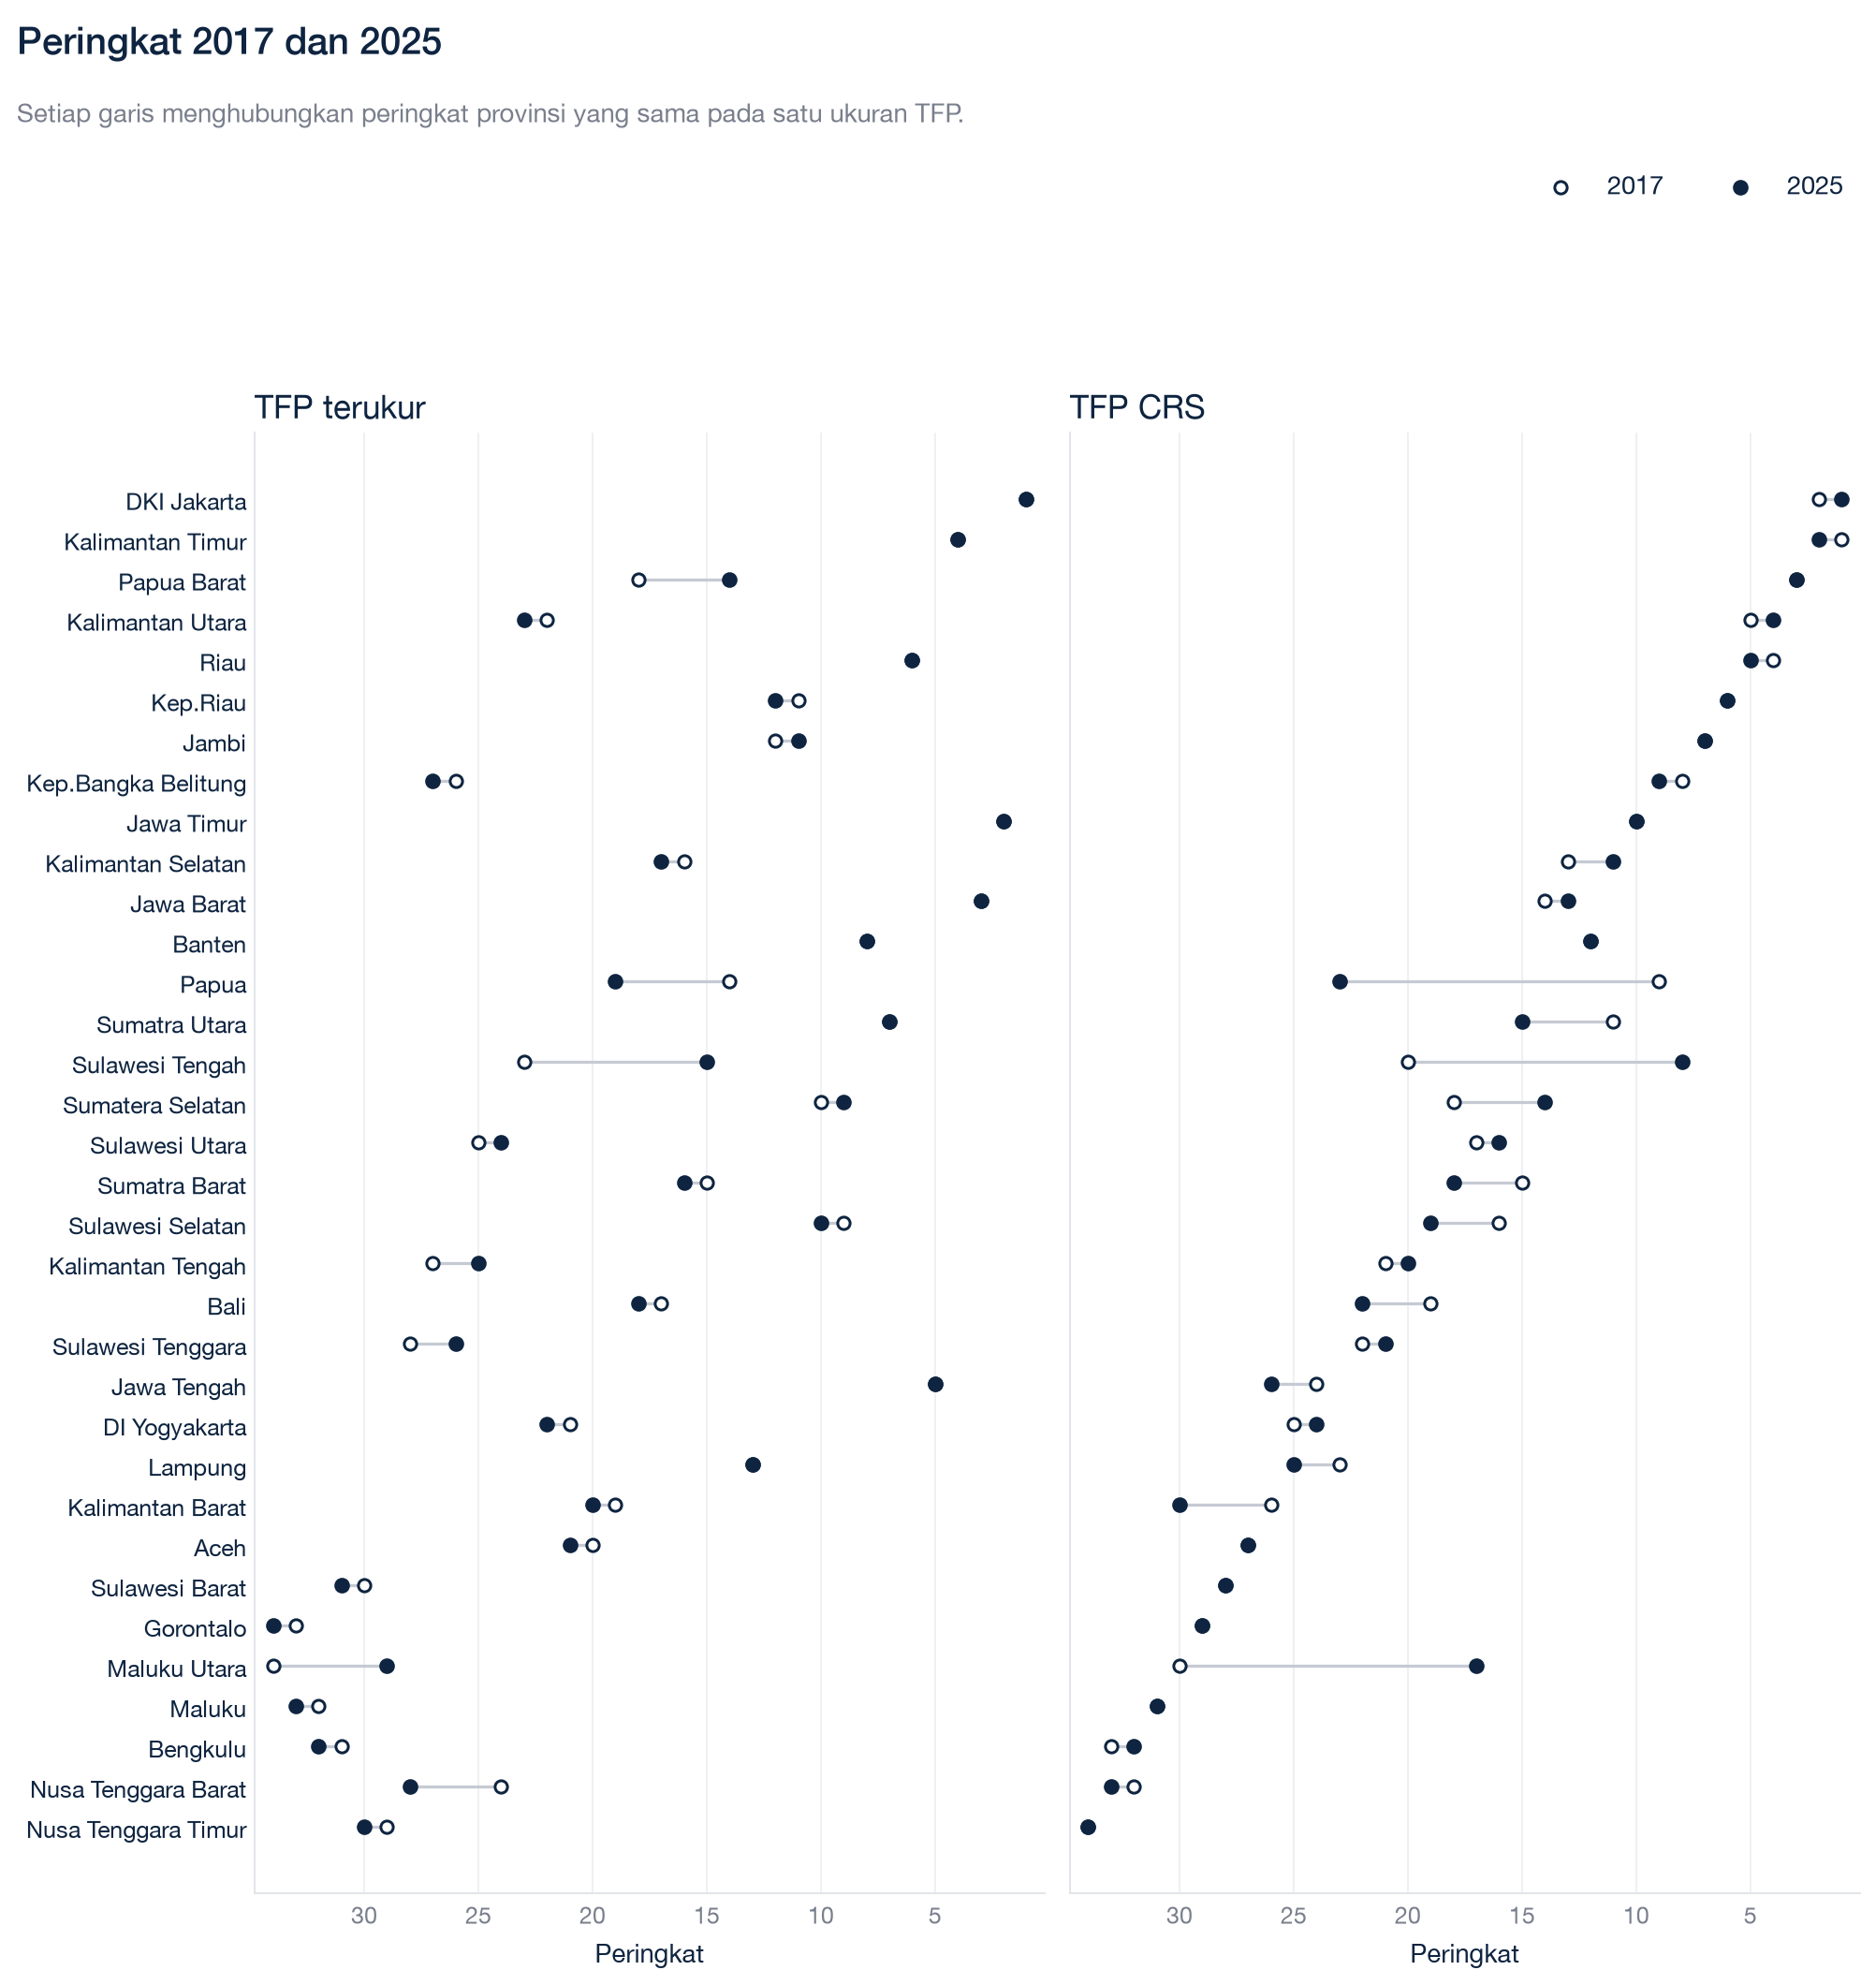 Peringkat 2017 dan 2025
Setiap garis menghubungkan peringkat provinsi yang sama pada satu ukuran TFP.
2017 2025
TFP terukur TFP CRS
DKI Jakarta
Kalimantan Timur
Papua Barat
Kalimantan Utara
Riau
Kep.Riau
Jambi
Kep.Bangka Belitung
Jawa Timur
Kalimantan Selatan
Jawa Barat
Banten
Papua
Sumatra Utara
Sulawesi Tengah
Sumatera Selatan
Sulawesi Utara
Sumatra Barat
Sulawesi Selatan
Kalimantan Tengah
Bali
Sulawesi Tenggara
Jawa Tengah
DI Yogyakarta
Lampung
Kalimantan Barat
Aceh
Sulawesi Barat
Gorontalo
Maluku Utara
Maluku
Bengkulu
Nusa Tenggara Barat
Nusa Tenggara Timur
30 25 20 15 10 5 30 25 20 15 10 5
Peringkat Peringkat